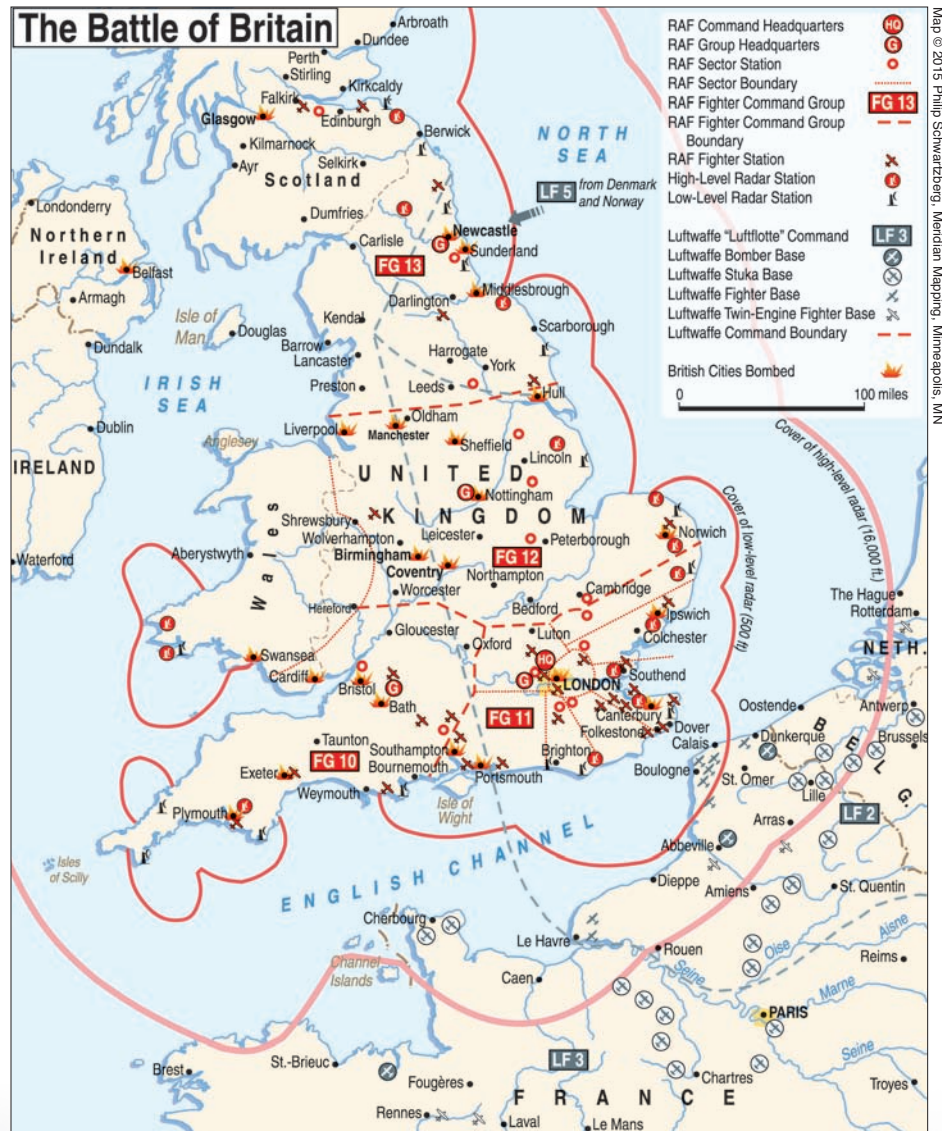 The Battle of Britain
Map © 2015 Philip Schwartzberg, Meridian Mapping, Minneapolis, MN
RAF Command Headquarters HQ
RAF Group Headquarters G
RAF Sector Station
RAF Sector Boundary
RAF Fighter Command Group FG 13
RAF Fighter Command Group
Boundary
RAF Fighter Station
High-Level Radar Station
Low-Level Radar Station
Luftwaffe "Luftflotte" Command LF 3
Luftwaffe Bomber Base
Luftwaffe Stuka Base
Luftwaffe Fighter Base
Luftwaffe Twin-Engine Fighter Base
Luftwaffe Command Boundary
British Cities Bombed
0 100 miles
Arbroath
Dundee
Perth
Stirling
Kirkcaldy
Falkirk
Glasgow
Edinburgh
Berwick
Kilmarnock
Selkirk
Ayr
Scotland
NORTH
SEA
LF 5
from Denmark
and Norway
Londonderry
Dumfries
Northern
Ireland
Carlisle
Newcastle
G
Sunderland
FG 13
Belfast
Armagh
Darlington
Middlesbrough
Isle of
Man
Douglas
Kendal
Scarborough
Dundalk
Barrow
Lancaster
Harrogate
York
IRISH
SEA
Preston
Leeds
Hull
Dublin
Anglesey
Liverpool
Oldham
Manchester
Sheffield
Lincoln
IRELAND
UNITED
G
Nottingham
KINGDOM
Shrewsbury
Wolverhampton
Leicester
Peterborough
Norwich
Waterford
Aberystwyth
Wales
Birmingham
FG 12
Coventry
Northampton
Cambridge
Worcester
Hereford
Bedford
Ipswich
Gloucester
Oxford
Luton
Colchester
Cover of low-level radar (500 ft)
Cover of high-level radar (16,000 ft.)
The Hague
Rotterdam
NETH.
Swansea
Cardiff
Bristol
G
Bath
HQ
G
LONDON
Southend
FG 11
Canterbury
Folkestone
Dover
Calais
Oostende
Antwerp
Dunkerque
BELG.
Brussels
Taunton
FG 10
Southampton
Bournemouth
Portsmouth
Brighton
Boulogne
St. Omer
Lille
Exeter
Weymouth
Isle of
Wight
Plymouth
Arras
LF 2
Abbeville
Isles
of Scilly
ENGLISH CHANNEL
Dieppe
Amiens
St. Quentin
Cherbourg
Le Havre
Rouen
Oise
Aisne
Reims
Channel
Islands
Caen
Seine
Marne
PARIS
Brest
St.-Brieuc
LF 3
Seine
Fougères
Chartres
Troyes
FRANCE
Rennes
Laval
Le Mans